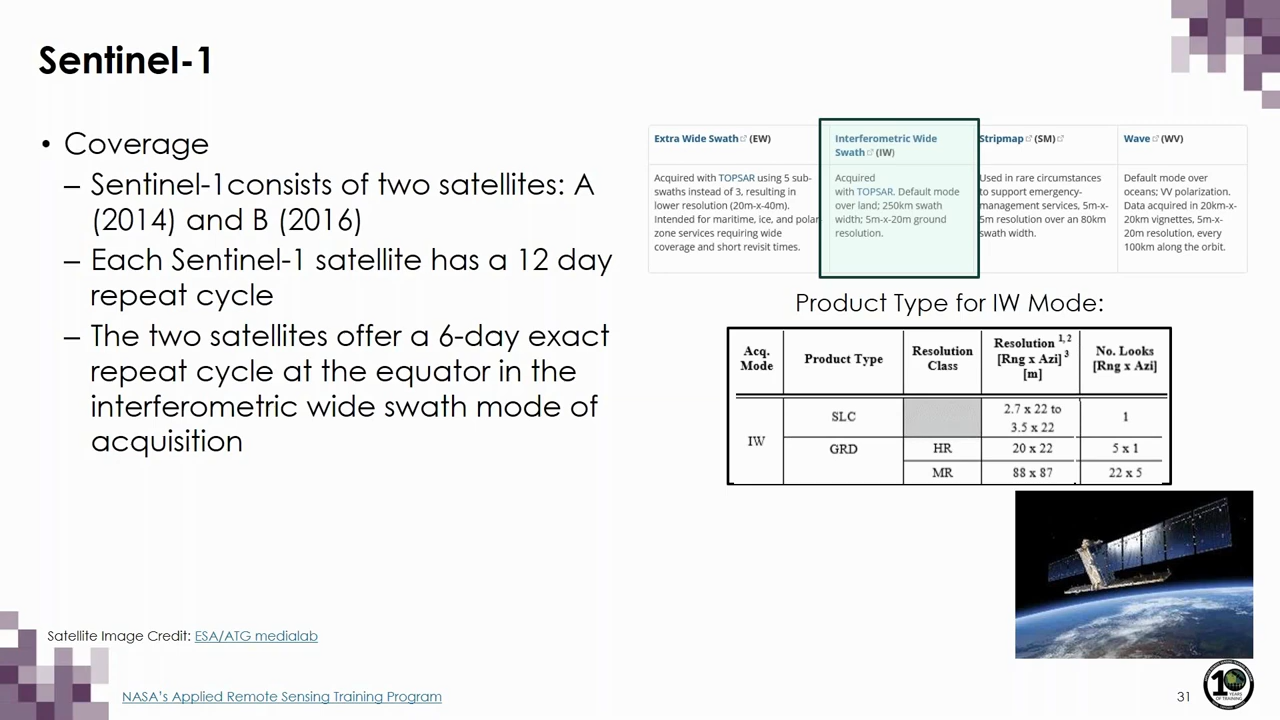 Sentinel-1
• Coverage
– Sentinel-1consists of two satellites: A
(2014) and B (2016)
– Each Sentinel-1 satellite has a 12 day
repeat cycle
– The two satellites offer a 6-day exact
repeat cycle at the equator in the
interferometric wide swath mode of
acquisition
Extra Wide Swath (EW)
Acquired with TOPSAR using 5 sub-
swaths instead of 3, resulting in
lower resolution (20m-x-40m).
Intended for maritime, ice, and polar
zone services requiring wide
coverage and short revisit times.
Interferometric Wide
Swath (IW)
Acquired
with TOPSAR. Default mode
over land; 250km swath
width; 5m-x-20m ground
resolution.
Stripmap (SM)
Used in rare circumstances
to support emergency-
management services, 5m-x-
5m resolution over an 80km
swath width.
Wave (WV)
Default mode over
oceans; VV polarization.
Data acquired in 20km-x-
20km vignettes, 5m-x-
20m resolution, every
100km along the orbit.
Product Type for IW Mode:
Acq. Mode Product Type Resolution Class Resolution 1, 2 [Rng x Azi] 3 [m] No. Looks [Rng x Azi]
IW SLC 2.7 x 22 to 3.5 x 22 1
GRD HR 20 x 22 5 x 1
MR 88 x 87 22 x 5
Satellite Image Credit: ESA/ATG medialab
NASA's Applied Remote Sensing Training Program
31
10
YEARS
OF TRAINING